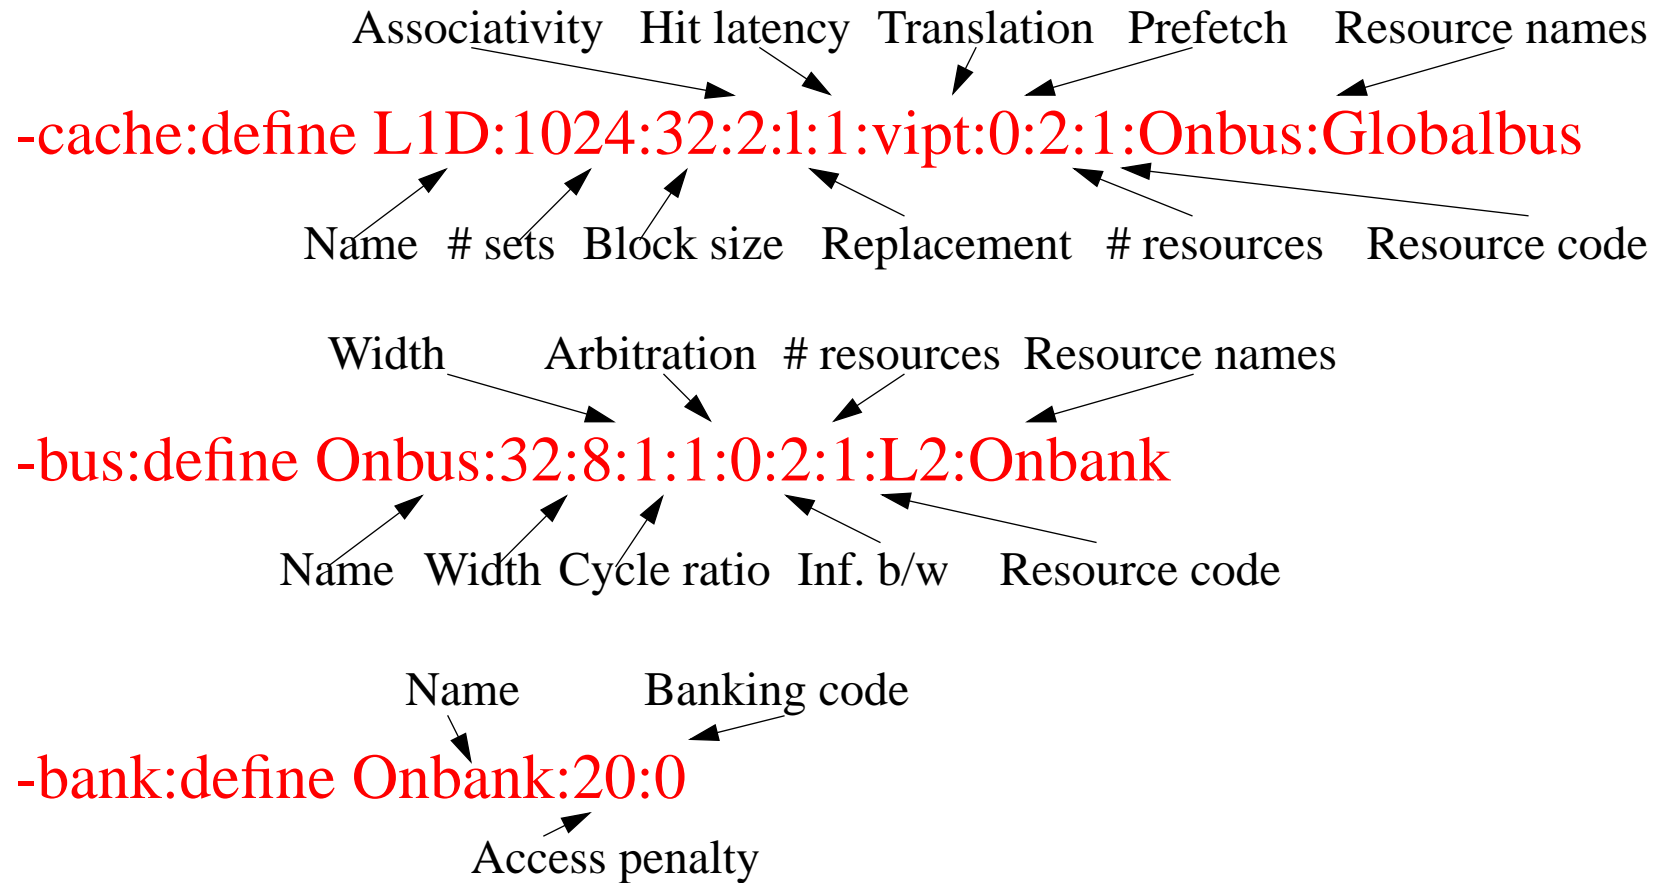 Associativity Hit latency Translation Prefetch Resource names
-cache:define L1D:1024:32:2:l:1:vipt:0:2:1:Onbus:Globalbus
Name # sets Block size Replacement # resources Resource code
Width Arbitration # resources Resource names
-bus:define Onbus:32:8:1:1:0:2:1:L2:Onbank
Name Width Cycle ratio Inf. b/w Resource code
Name Banking code
-bank:define Onbank:20:0
Access penalty